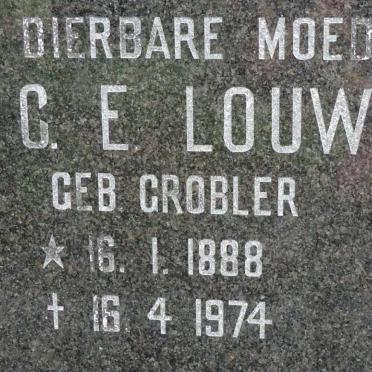 DIERBARE MOED
C. E. LOUW
GEB. GROBLER
★ 16. 1. 1888
† 16. 4 1974